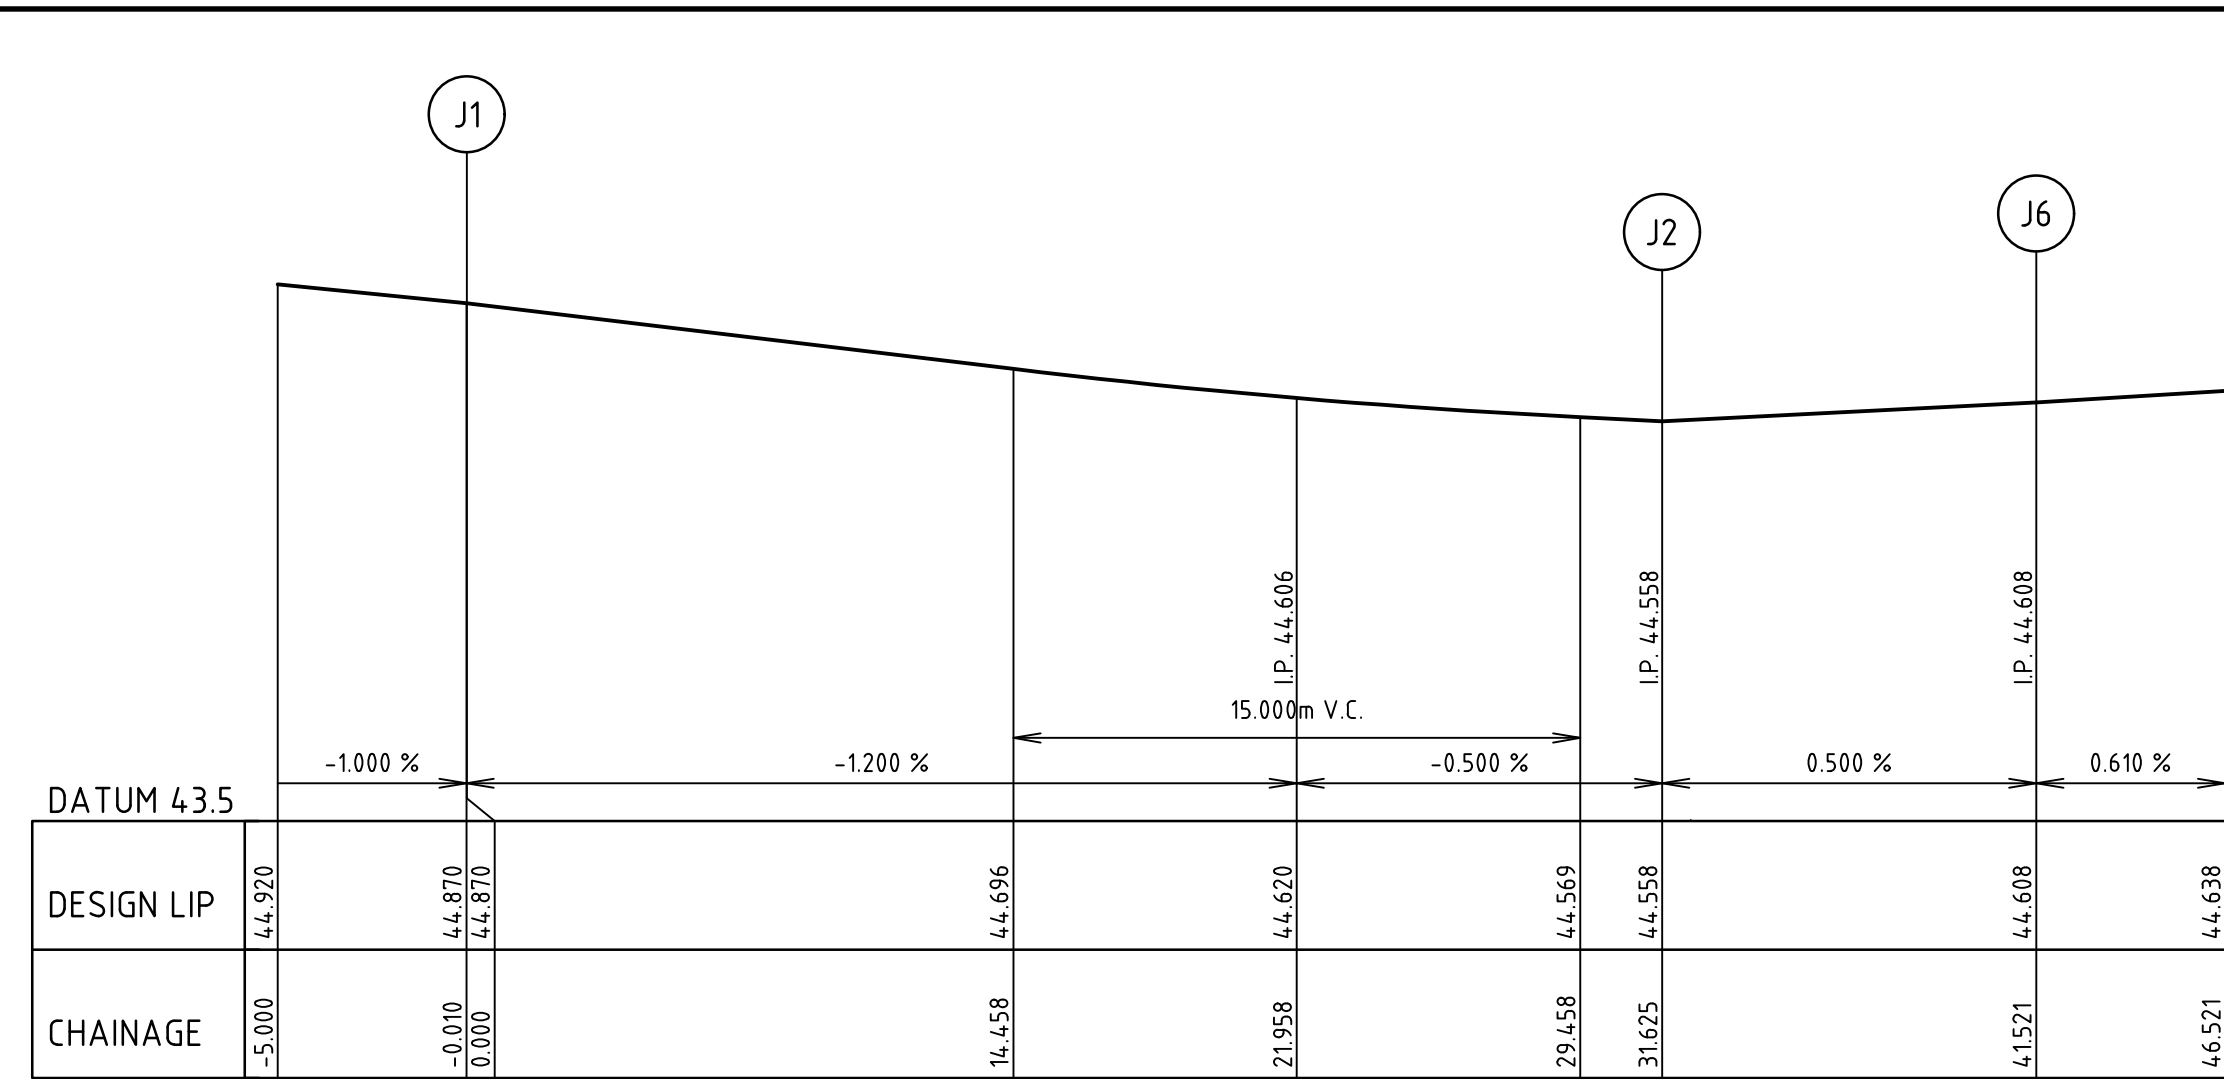 J1
J2
J6
I.P. 44.606
I.P. 44.558
I.P. 44.608
15.000m V.C.
-1.000 %
-1.200 %
-0.500 %
0.500 %
0.610 %
DATUM 43.5
DESIGN LIP 44.920 44.870 44.870 44.696 44.620 44.569 44.558 44.608 44.638
CHAINAGE -5.000 -0.010 0.000 14.458 21.958 29.458 31.625 41.521 46.521